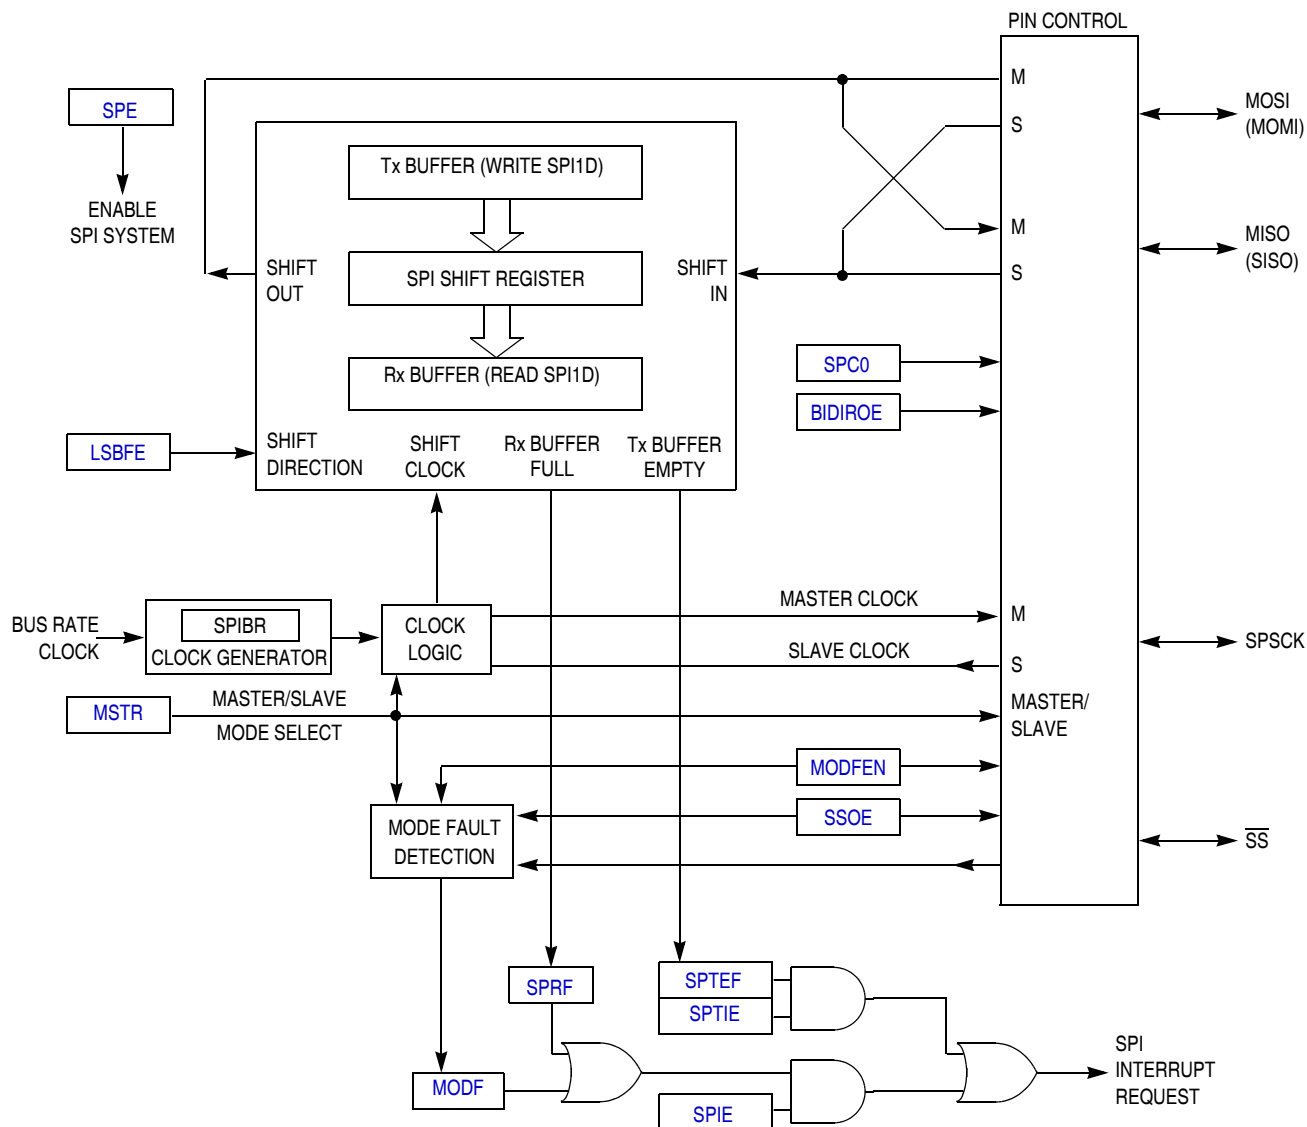 PIN CONTROL
M
MOSI
(MOMI)
SPE
S
Tx BUFFER (WRITE SPI1D)
ENABLE
SPI SYSTEM
M
MISO
(SISO)
SHIFT
OUT
SPI SHIFT REGISTER
SHIFT
IN
S
SPC0
Rx BUFFER (READ SPI1D)
BIDIROE
LSBFE
SHIFT
DIRECTION
SHIFT
CLOCK
Rx BUFFER
FULL
Tx BUFFER
EMPTY
MASTER CLOCK
M
BUS RATE
CLOCK
SPIBR
CLOCK GENERATOR
CLOCK
LOGIC
SPSCK
SLAVE CLOCK
S
MSTR
MASTER/SLAVE
MODE SELECT
MASTER/
SLAVE
MODFEN
SSOE
MODE FAULT
DETECTION
SS
SPRF
SPTEF
SPTIE
SPI
INTERRUPT
REQUEST
MODF
SPIE